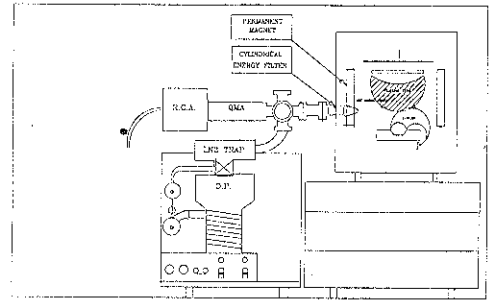 PERMANENT
MAGNET
CYLINDRICAL
ENERGY FILTER
R.G.A.
QMA
LN2 TRAP
D.P.